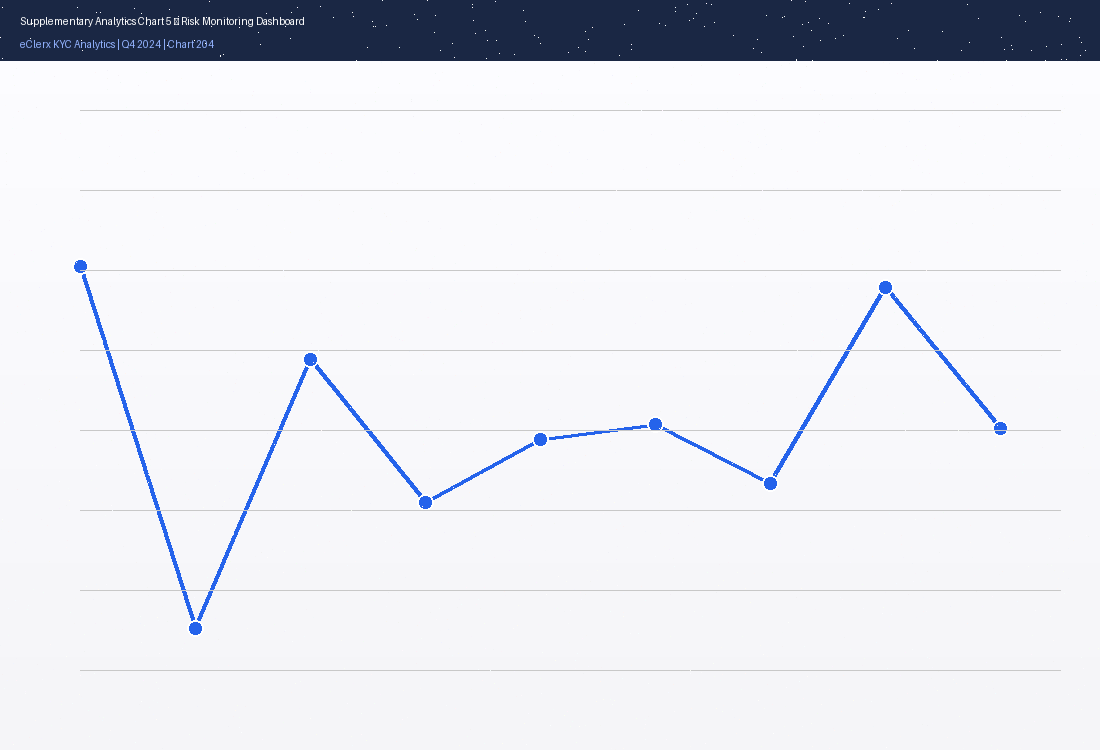 Supplementary Analytics Chart 5 Risk Monitoring Dashboard
eClerx KYC Analytics | Q4 2024 | Chart 204